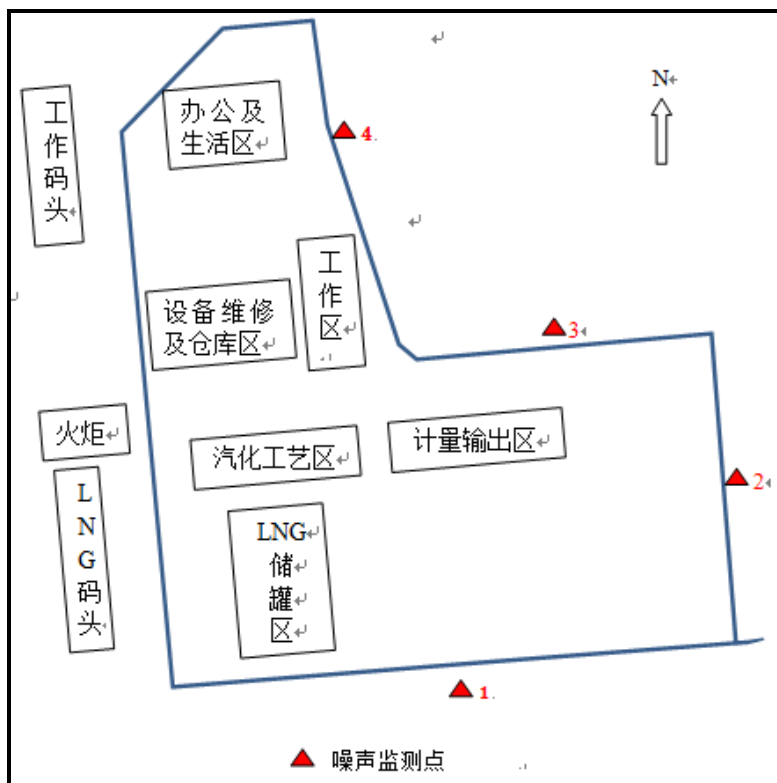 N
工
作
码
头
办公及
生活区
4.
工
作
区
设备维修
及仓库区
3
火炬
汽化工艺区
计量输出区
2
L
N
G
码
头
LNG
储
罐
区
1.
噪声监测点